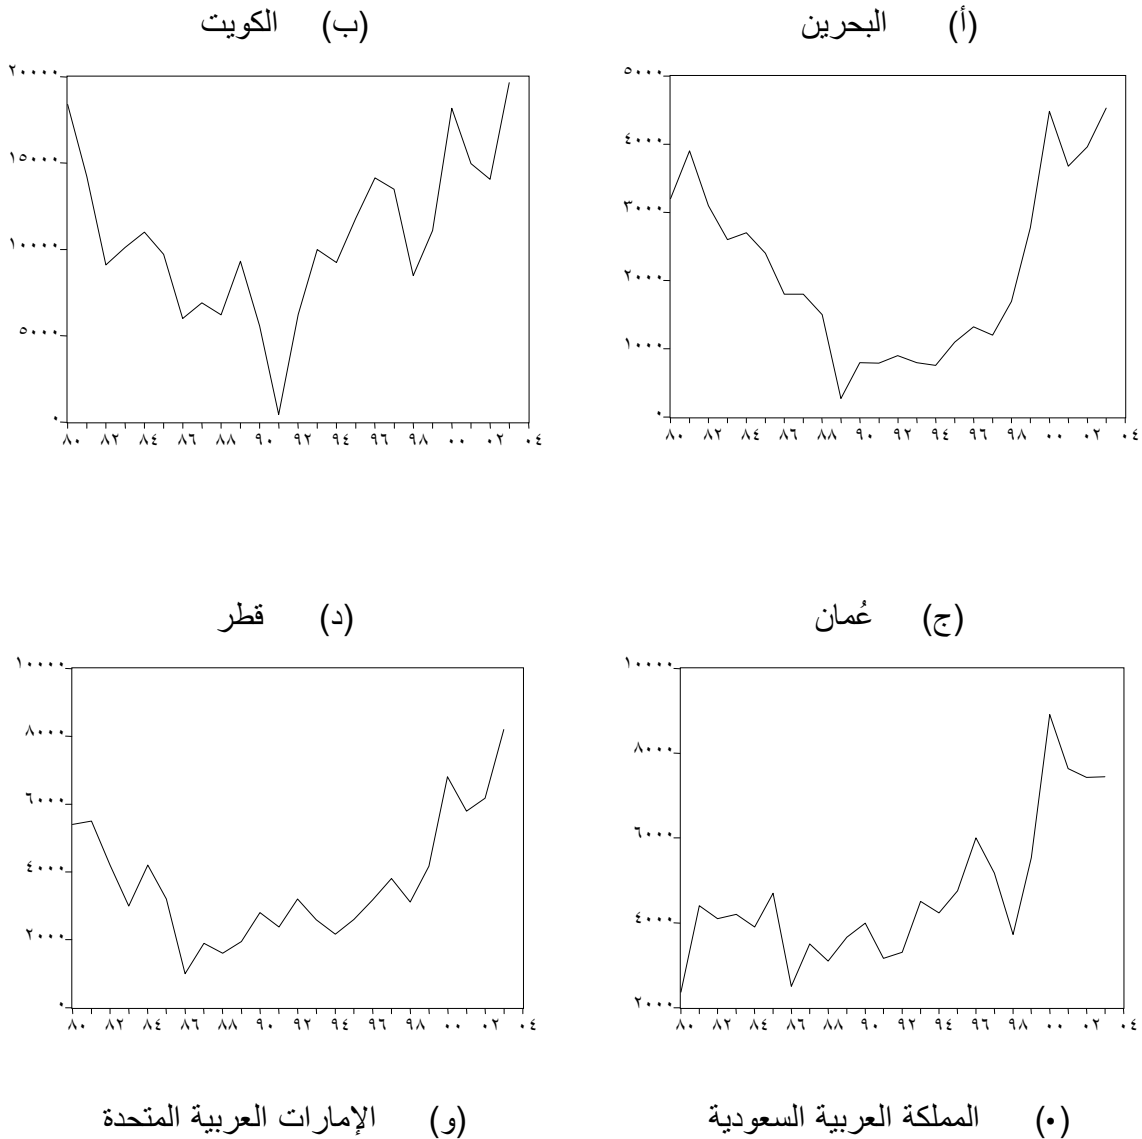 (أ) البحرين
(ب) الكويت
٥٠٠٠
٤٠٠٠
٣٠٠٠
٢٠٠٠
١٠٠٠
٠
٨٠ ٨٢ ٨٤ ٨٦ ٨٨ ٩٠ ٩٢ ٩٤ ٩٦ ٩٨ ٠٠ ٠٢ ٠٤
٢٠٠٠٠
١٥٠٠٠
١٠٠٠٠
٥٠٠٠
٠
٨٠ ٨٢ ٨٤ ٨٦ ٨٨ ٩٠ ٩٢ ٩٤ ٩٦ ٩٨ ٠٠ ٠٢ ٠٤
(ج) عُمان
(د) قطر
١٠٠٠٠
٨٠٠٠
٦٠٠٠
٤٠٠٠
٢٠٠٠
٨٠ ٨٢ ٨٤ ٨٦ ٨٨ ٩٠ ٩٢ ٩٤ ٩٦ ٩٨ ٠٠ ٠٢ ٠٤
١٠٠٠٠
٨٠٠٠
٦٠٠٠
٤٠٠٠
٢٠٠٠
٠
٨٠ ٨٢ ٨٤ ٨٦ ٨٨ ٩٠ ٩٢ ٩٤ ٩٦ ٩٨ ٠٠ ٠٢ ٠٤
(٠) المملكة العربية السعودية
(و) الإمارات العربية المتحدة